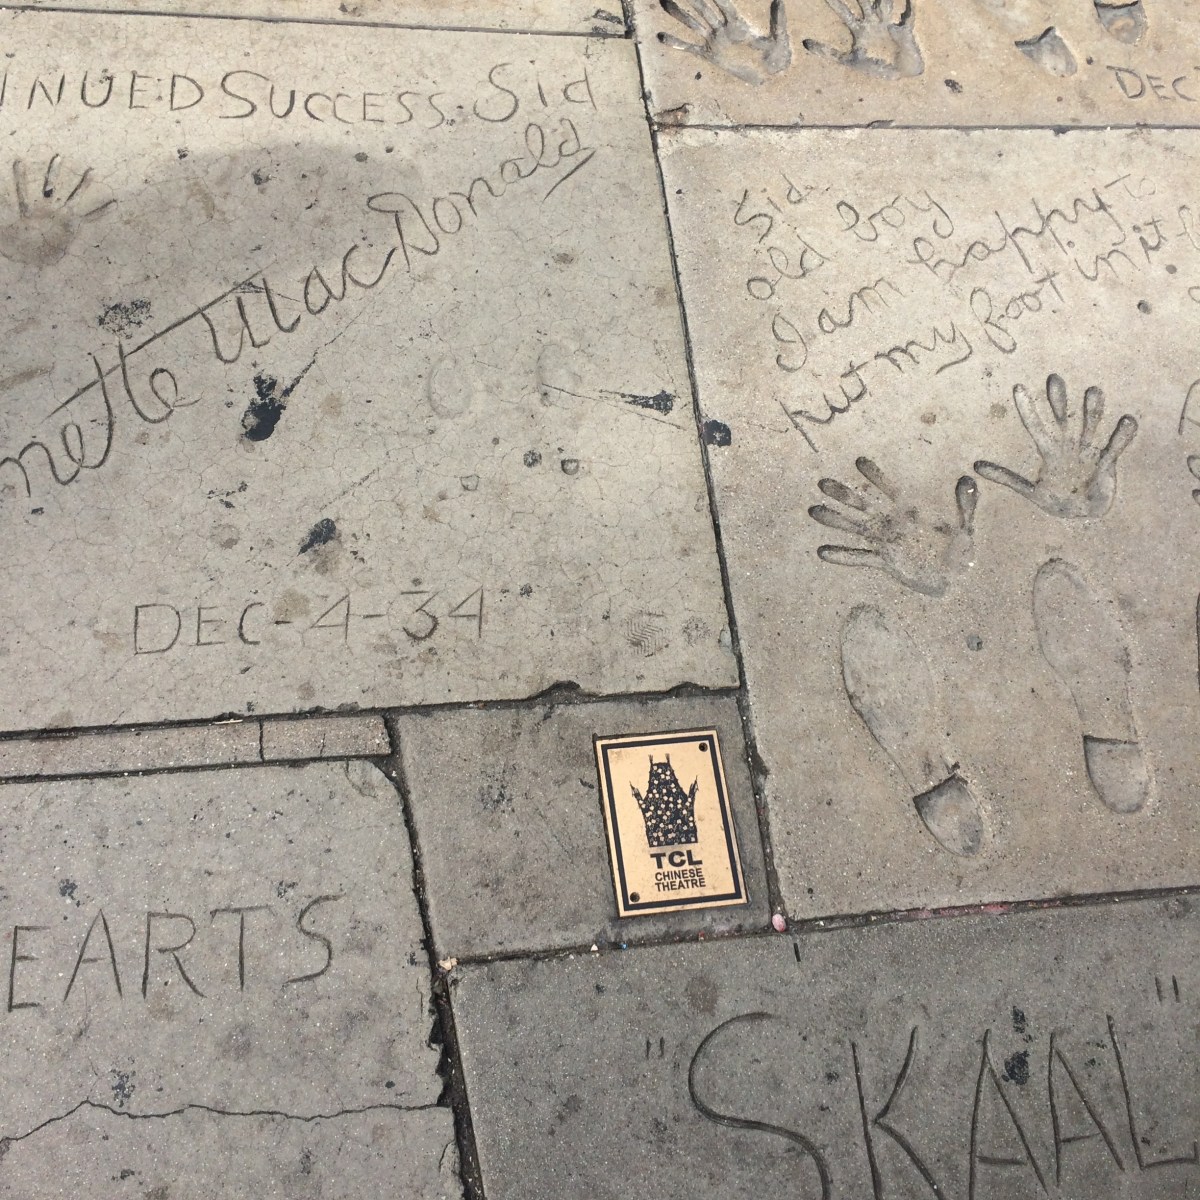 INUED SUCCESS. Sid
nette MacDonald
DEC-4-34
DEC
Sid
old boy
I am happy to
put my foot in it
EARTS
TCL
CHINESE
THEATRE
"SKAAL"